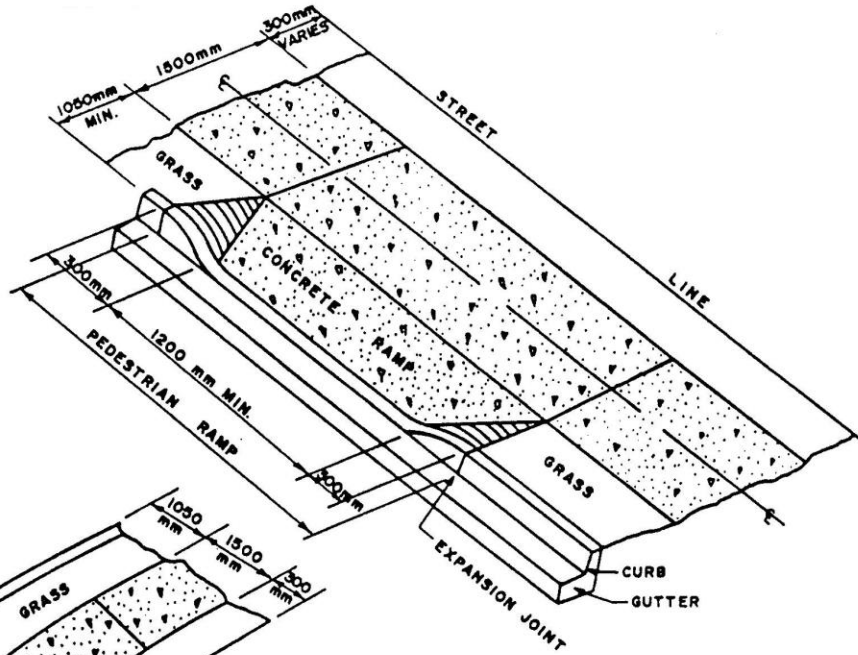 300mm
VARIES
1500mm
1050mm
MIN.
℄
STREET
LINE
GRASS
CONCRETE
RAMP
300mm
1200 mm MIN.
PEDESTRIAN
RAMP
300mm
GRASS
℄
EXPANSION JOINT
CURB
GUTTER
1050
mm
1500
mm
300
mm
GRASS